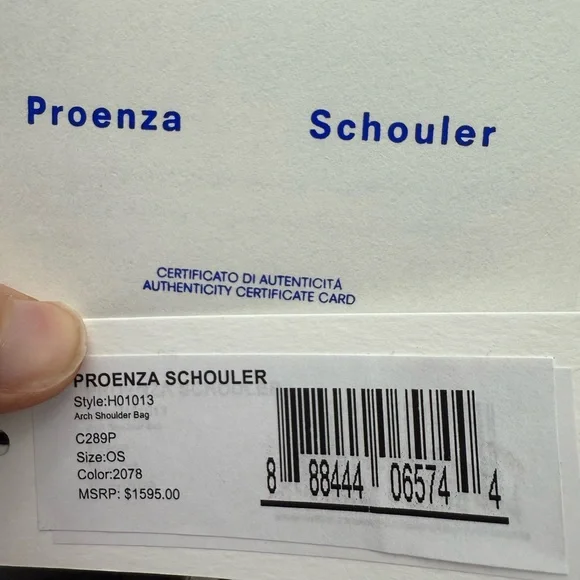 Proenza Schouler
CERTIFICATO DI AUTENTICITÀ
AUTHENTICITY CERTIFICATE CARD
PROENZA SCHOULER
Style:H01013
Arch Shoulder Bag
C289P
Size:OS
Color:2078
MSRP: $1595.00
8 88444 06574 4